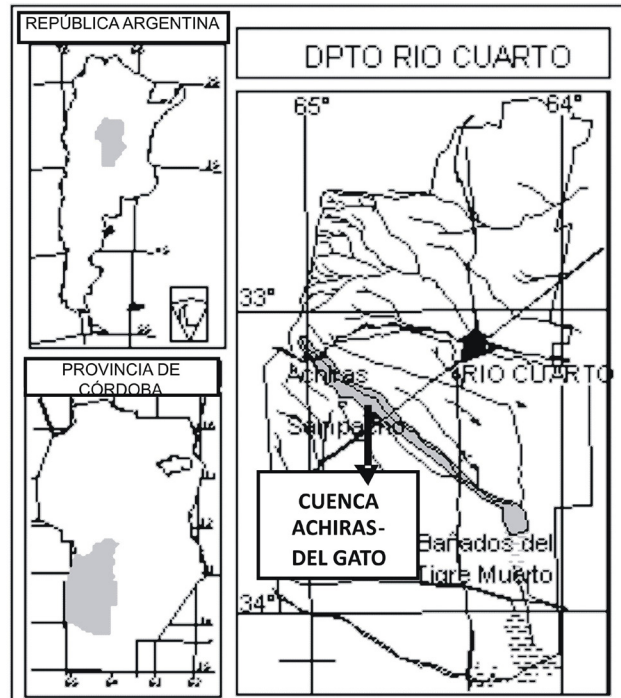 REPÚBLICA ARGENTINA
PROVINCIA DE
CÓRDOBA
DPTO RIO CUARTO
65°
64°
33°
Achiras
RIO CUARTO
Sampacho
CUENCA
ACHIRAS-
DEL GATO
Bañados del
Tigre Muerto
34°